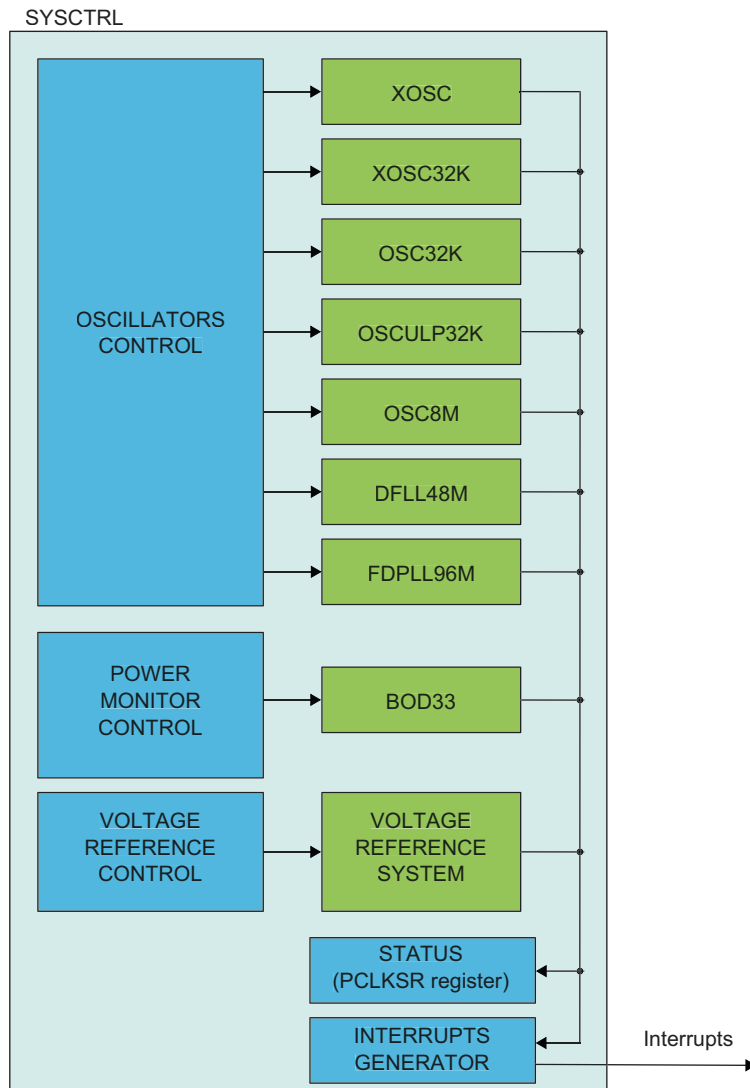 SYSCTRL
XOSC
XOSC32K
OSC32K
OSCILLATORS
CONTROL
OSCULP32K
OSC8M
DFLL48M
FDPLL96M
POWER
MONITOR
CONTROL
BOD33
VOLTAGE
REFERENCE
CONTROL
VOLTAGE
REFERENCE
SYSTEM
STATUS
(PCLKSR register)
INTERRUPTS
GENERATOR
Interrupts